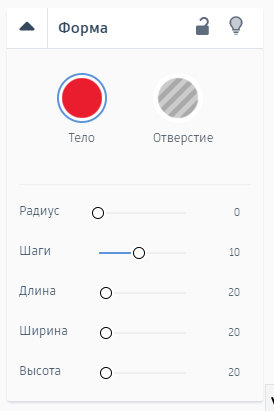 Форма
Тело Отверстие
Радиус 0
Шаги 10
Длина 20
Ширина 20
Высота 20